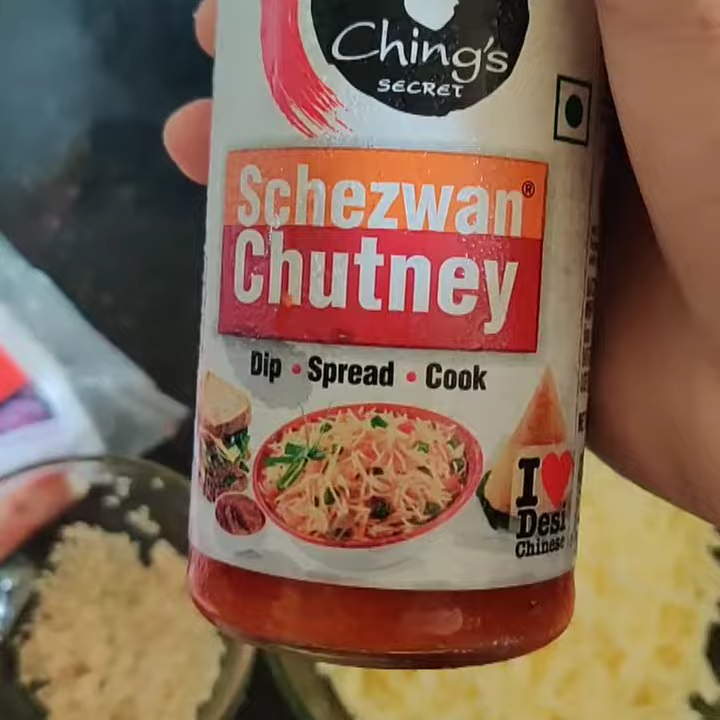 Ching's
SECRET
Schezwan®
Chutney
Dip • Spread • Cook
I ❤
Desi
Chinese